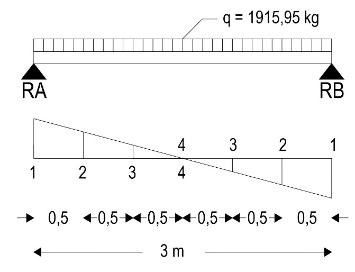 q = 1915,95 kg
RA RB
4 3 2 1
1 2 3 4
0,5 0,5 0,5 0,5 0,5 0,5
3 m